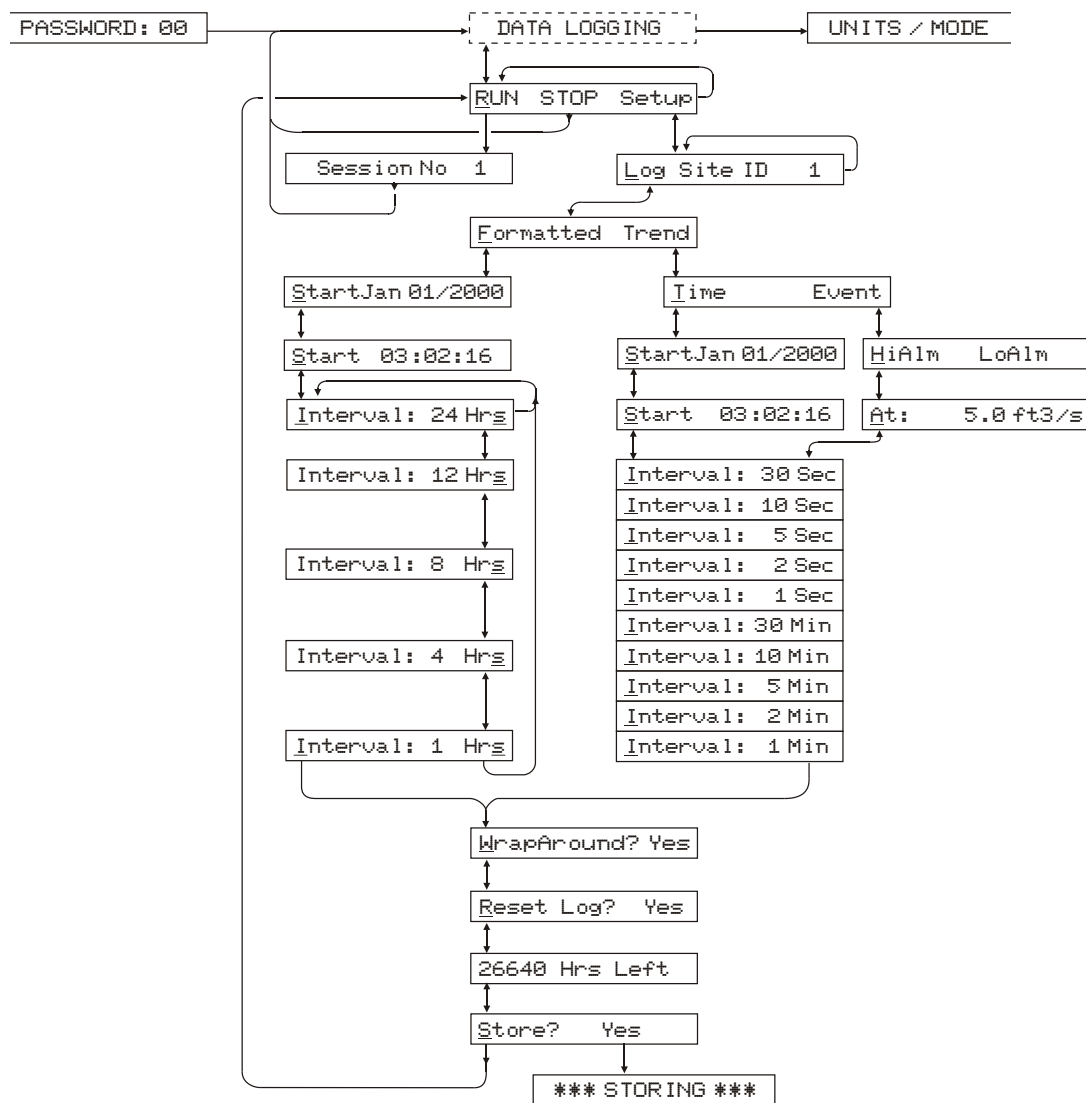 PASSWORD: 00
DATA LOGGING
UNITS / MODE
RUN STOP Setup
Session No 1
Log Site ID 1
Formatted Trend
StartJan 01/2000
Time Event
Start 03:02:16
StartJan 01/2000
HiAlm LoAlm
Interval: 24 Hrs
Start 03:02:16
At: 5.0 ft3/s
Interval: 12 Hrs
Interval: 8 Hrs
Interval: 4 Hrs
Interval: 1 Hrs
Interval: 30 Sec
Interval: 10 Sec
Interval: 5 Sec
Interval: 2 Sec
Interval: 1 Sec
Interval: 30 Min
Interval: 10 Min
Interval: 5 Min
Interval: 2 Min
Interval: 1 Min
WrapAround? Yes
Reset Log? Yes
26640 Hrs Left
Store? Yes
*** STORING ***